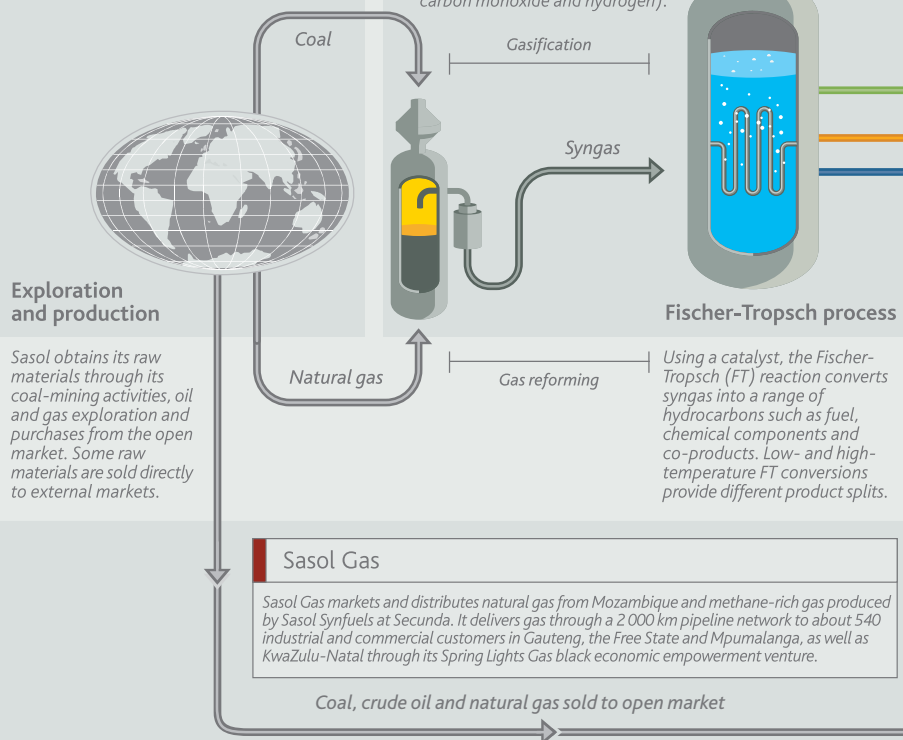 carbon monoxide and hydrogen).
Coal
Gasification
Syngas
Exploration
and production
Fischer-Tropsch process
Sasol obtains its raw
materials through its
coal-mining activities, oil
and gas exploration and
purchases from the open
market. Some raw
materials are sold directly
to external markets.
Natural gas
Gas reforming
Using a catalyst, the Fischer-
Tropsch (FT) reaction converts
syngas into a range of
hydrocarbons such as fuel,
chemical components and
co-products. Low- and high-
temperature FT conversions
provide different product splits.
Sasol Gas
Sasol Gas markets and distributes natural gas from Mozambique and methane-rich gas produced
by Sasol Synfuels at Secunda. It delivers gas through a 2 000 km pipeline network to about 540
industrial and commercial customers in Gauteng, the Free State and Mpumalanga, as well as
KwaZulu-Natal through its Spring Lights Gas black economic empowerment venture.
Coal, crude oil and natural gas sold to open market